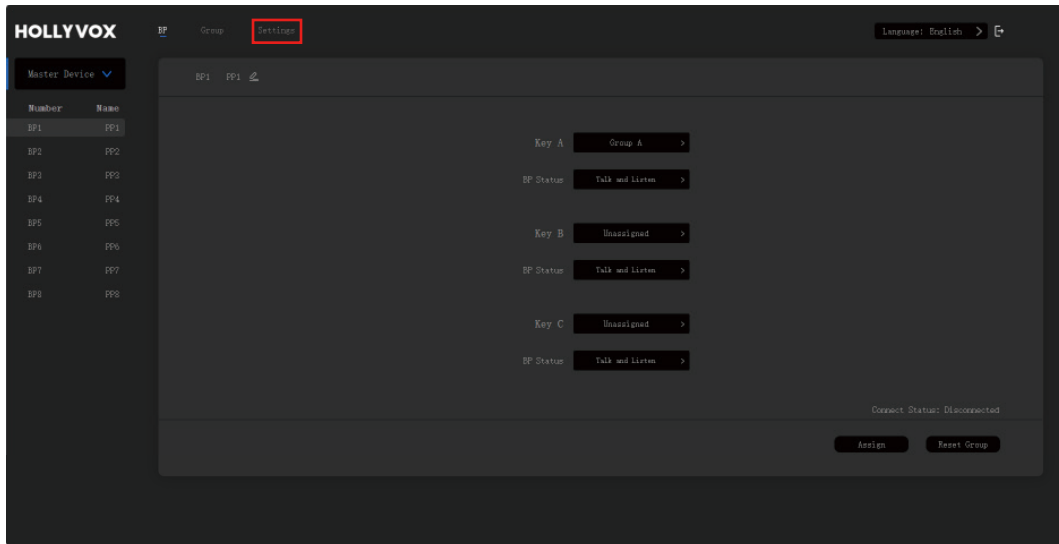 HOLLYVOX BP Group Settings Language: English
Master Device
BP1 PP1
Number Name
BP1 PP1
BP2 PP2
BP3 PP3
BP4 PP4
BP5 PP5
BP6 PP6
BP7 PP7
BP8 PP8
Key A Group A
BP Status Talk and Listen
Key B Unassigned
BP Status Talk and Listen
Key C Unassigned
BP Status Talk and Listen
Connect Status: Disconnected
Assign Reset Group